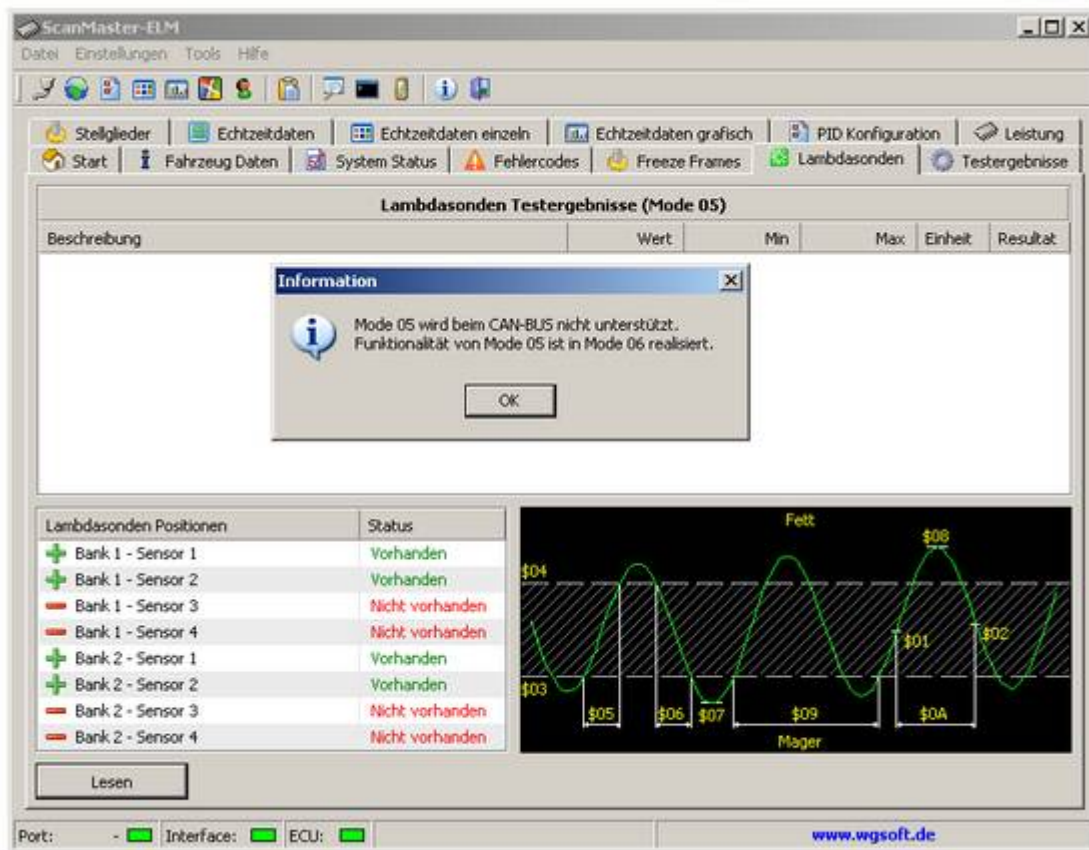 ScanMaster-ELM
Datei Einstellungen Tools Hilfe
Stellglieder Echtzeitdaten Echtzeitdaten einzeln Echtzeitdaten grafisch PID Konfiguration Leistung
Start Fahrzeug Daten System Status Fehlercodes Freeze Frames Lambdasonden Testergebnisse
Lambdasonden Testergebnisse (Mode 05)
Beschreibung Wert Min Max Einheit Resultat
Information
Mode 05 wird beim CAN-BUS nicht unterstützt.
Funktionalität von Mode 05 ist in Mode 06 realisiert.
OK
Lambdasonden Positionen Status
Bank 1 - Sensor 1 Vorhanden
Bank 1 - Sensor 2 Vorhanden
Bank 1 - Sensor 3 Nicht vorhanden
Bank 1 - Sensor 4 Nicht vorhanden
Bank 2 - Sensor 1 Vorhanden
Bank 2 - Sensor 2 Vorhanden
Bank 2 - Sensor 3 Nicht vorhanden
Bank 2 - Sensor 4 Nicht vorhanden
Fett
$08
$04
$01 $02
$03
$05 $06 $07 $09 $0A
Mager
Lesen
Port: - Interface: ECU: www.wgsoft.de